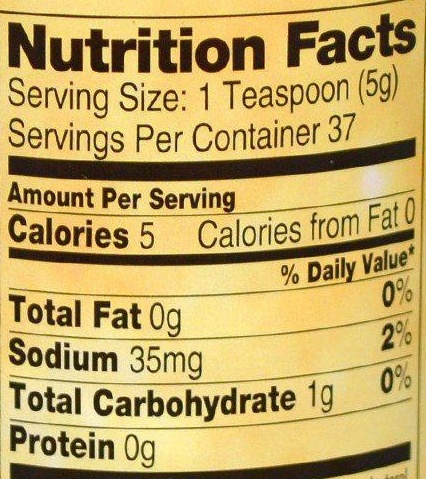 Nutrition Facts
Serving Size: 1 Teaspoon (5g)
Servings Per Container 37
Amount Per Serving
Calories 5 Calories from Fat 0
% Daily Value*
Total Fat 0g 0%
Sodium 35mg 2%
Total Carbohydrate 1g 0%
Protein 0g